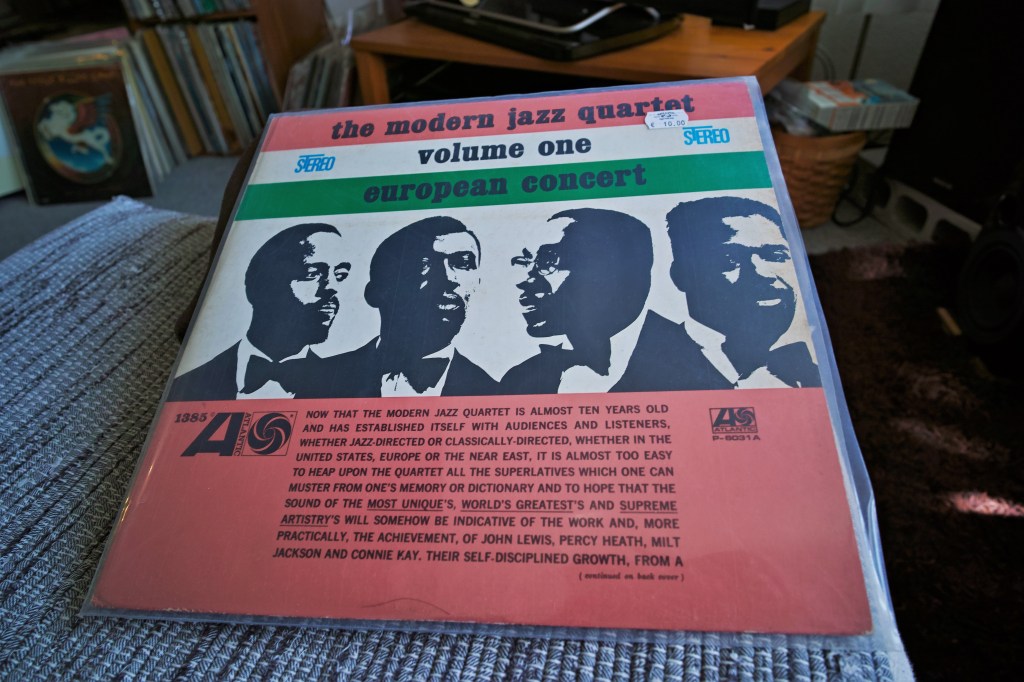 the modern jazz quartet
€ 10.00
STEREO
volume one
STEREO
european concert
1385
A
ATLANTIC
NOW THAT THE MODERN JAZZ QUARTET IS ALMOST TEN YEARS OLD
AND HAS ESTABLISHED ITSELF WITH AUDIENCES AND LISTENERS,
WHETHER JAZZ-DIRECTED OR CLASSICALLY-DIRECTED, WHETHER IN THE
UNITED STATES, EUROPE OR THE NEAR EAST, IT IS ALMOST TOO EASY
TO HEAP UPON THE QUARTET ALL THE SUPERLATIVES WHICH ONE CAN
MUSTER FROM ONE'S MEMORY OR DICTIONARY AND TO HOPE THAT THE
SOUND OF THE MOST UNIQUE'S, WORLD'S GREATEST'S AND SUPREME
ARTISTRY'S WILL SOMEHOW BE INDICATIVE OF THE WORK AND, MORE
PRACTICALLY, THE ACHIEVEMENT, OF JOHN LEWIS, PERCY HEATH, MILT
JACKSON AND CONNIE KAY. THEIR SELF-DISCIPLINED GROWTH, FROM A
(continued on back cover)
ATLANTIC
P-8031A